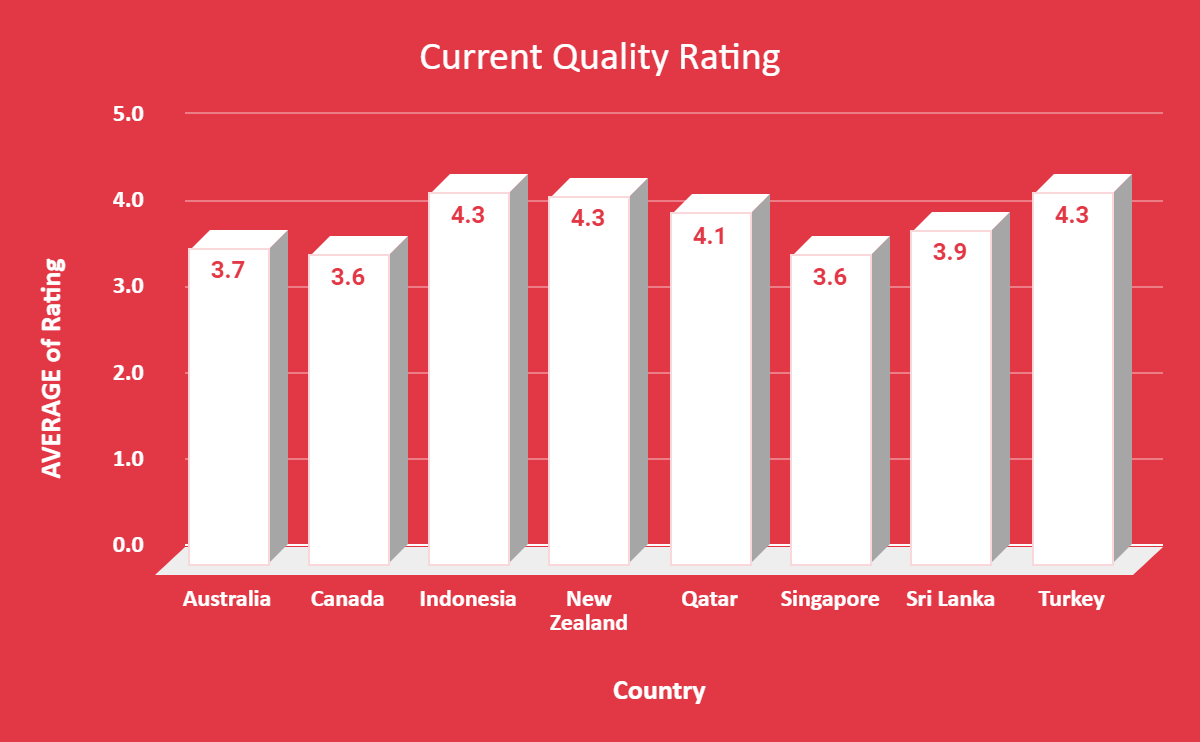 Current Quality Rating
5.0
4.0
3.0
2.0
1.0
0.0
AVERAGE of Rating
3.7
3.6
4.3
4.3
4.1
3.6
3.9
4.3
Australia
Canada
Indonesia
New
Zealand
Qatar
Singapore
Sri Lanka
Turkey
Country